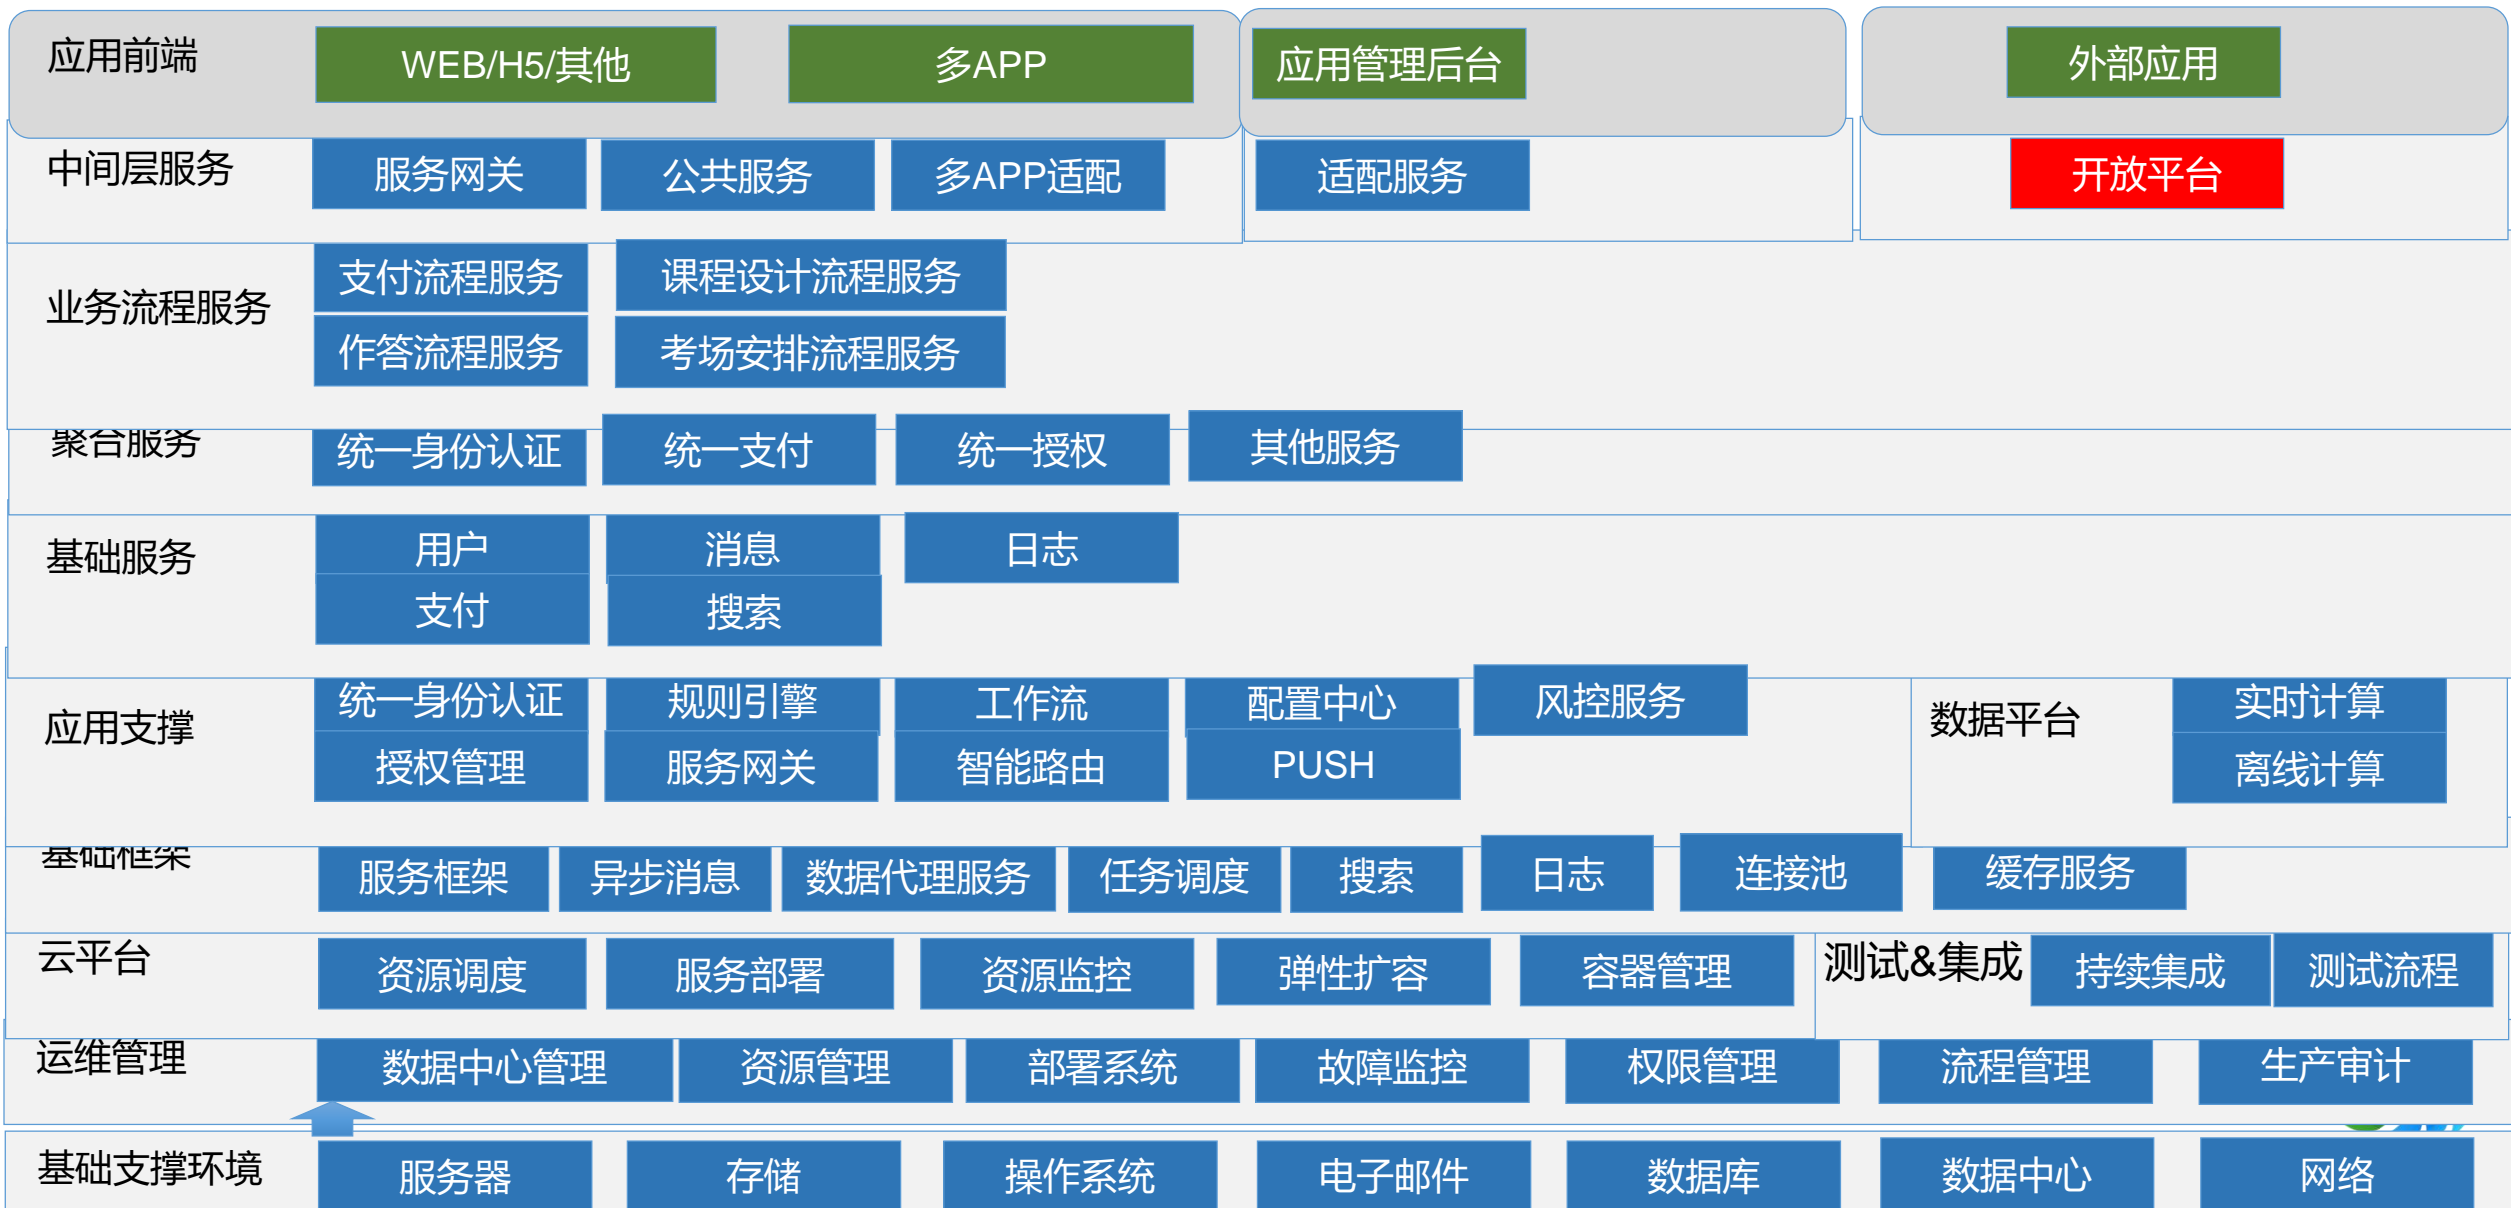 应用前端
WEB/H5/其他
多APP
应用管理后台
外部应用
中间层服务
服务网关
公共服务
多APP适配
适配服务
开放平台
业务流程服务
支付流程服务
课程设计流程服务
作答流程服务
考场安排流程服务
聚合服务
统一身份认证
统一支付
统一授权
其他服务
基础服务
用户
消息
日志
支付
搜索
应用支撑
统一身份认证
规则引擎
工作流
配置中心
风控服务
授权管理
服务网关
智能路由
PUSH
数据平台
实时计算
离线计算
基础框架
服务框架
异步消息
数据代理服务
任务调度
搜索
日志
连接池
缓存服务
云平台
资源调度
服务部署
资源监控
弹性扩容
容器管理
测试&集成
持续集成
测试流程
运维管理
数据中心管理
资源管理
部署系统
故障监控
权限管理
流程管理
生产审计
基础支撑环境
服务器
存储
操作系统
电子邮件
数据库
数据中心
网络